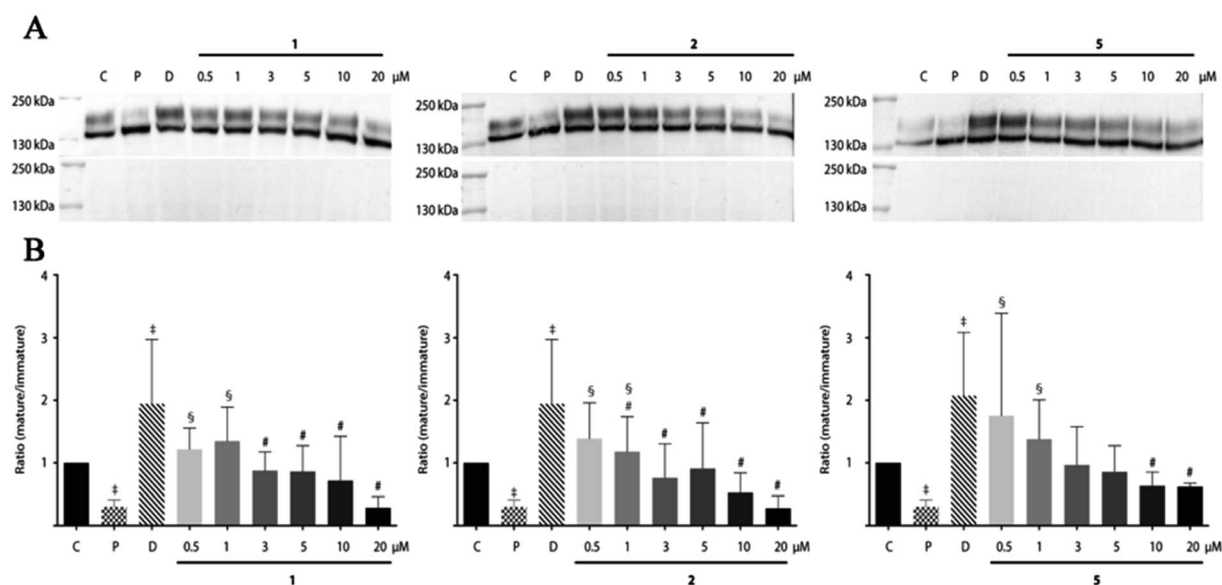 A
1
2
5
C P D 0.5 1 3 5 10 20 µM
C P D 0.5 1 3 5 10 20 µM
C P D 0.5 1 3 5 10 20 µM
250 kDa
130 kDa
250 kDa
130 kDa
250 kDa
130 kDa
250 kDa
130 kDa
250 kDa
130 kDa
250 kDa
130 kDa
B
Ratio (mature/immature)
4
3
2
1
‡ ‡ § § # # # #
C P D 0.5 1 3 5 10 20 µM
1
Ratio (mature/immature)
4
3
2
1
‡ ‡ § § # # # # #
C P D 0.5 1 3 5 10 20 µM
2
Ratio (mature/immature)
4
3
2
1
‡ ‡ § § # #
C P D 0.5 1 3 5 10 20 µM
5